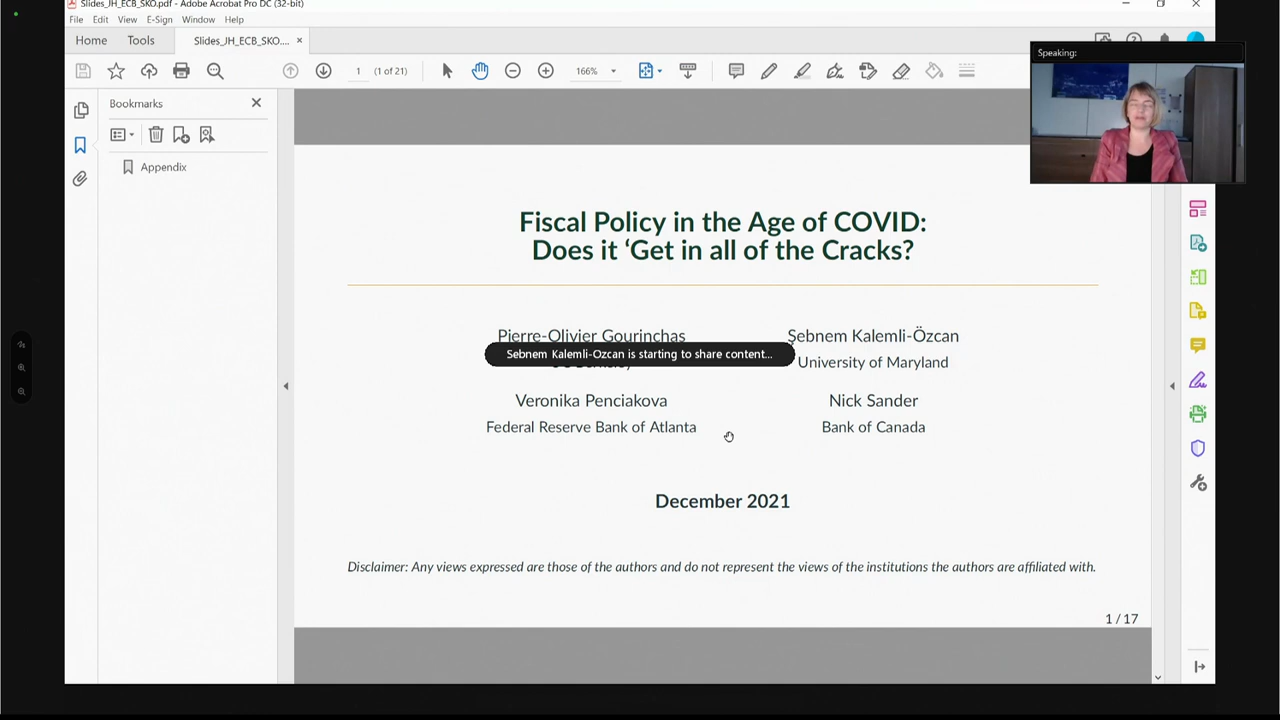 Slides_JH_ECB_SKO.pdf - Adobe Acrobat Pro DC (32-bit)
File Edit View E-Sign Window Help
Home Tools Slides_JH_ECB_SKO.... ×
1 (1 of 21) 166%
Speaking:
Bookmarks
Appendix
Fiscal Policy in the Age of COVID:
Does it ‘Get in all of the Cracks?
Pierre-Olivier Gourinchas Şebnem Kalemli-Özcan
Sebnem Kalemli-Ozcan is starting to share content...
University of Maryland
Veronika Penciakova Nick Sander
Federal Reserve Bank of Atlanta Bank of Canada
December 2021
Disclaimer: Any views expressed are those of the authors and do not represent the views of the institutions the authors are affiliated with.
1 / 17